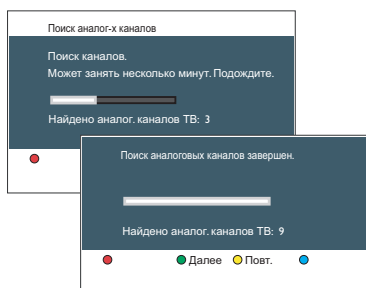 Поиск аналог-х каналов
Поиск каналов.
Может занять несколько минут. Подождите.
Найдено аналог. каналов ТВ: 3
Поиск аналоговых каналов завершен.
Найдено аналог. каналов ТВ: 9
Далее Повт.